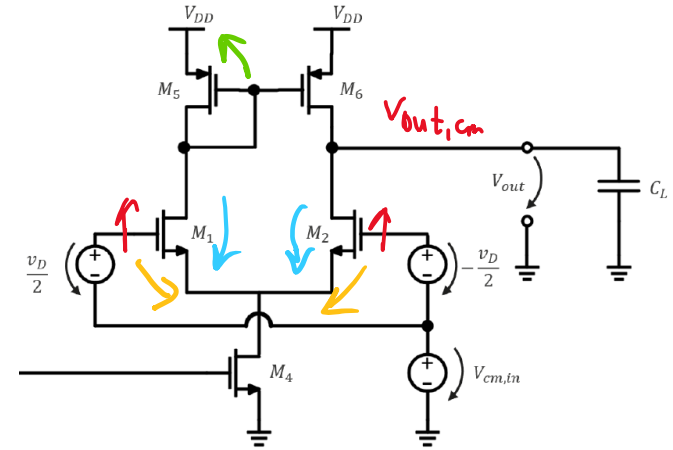 V_DD V_DD
M_5 M_6
V_out,cm
V_out C_L
M_1 M_2
v_D/2 -v_D/2
M_4 V_cm,in